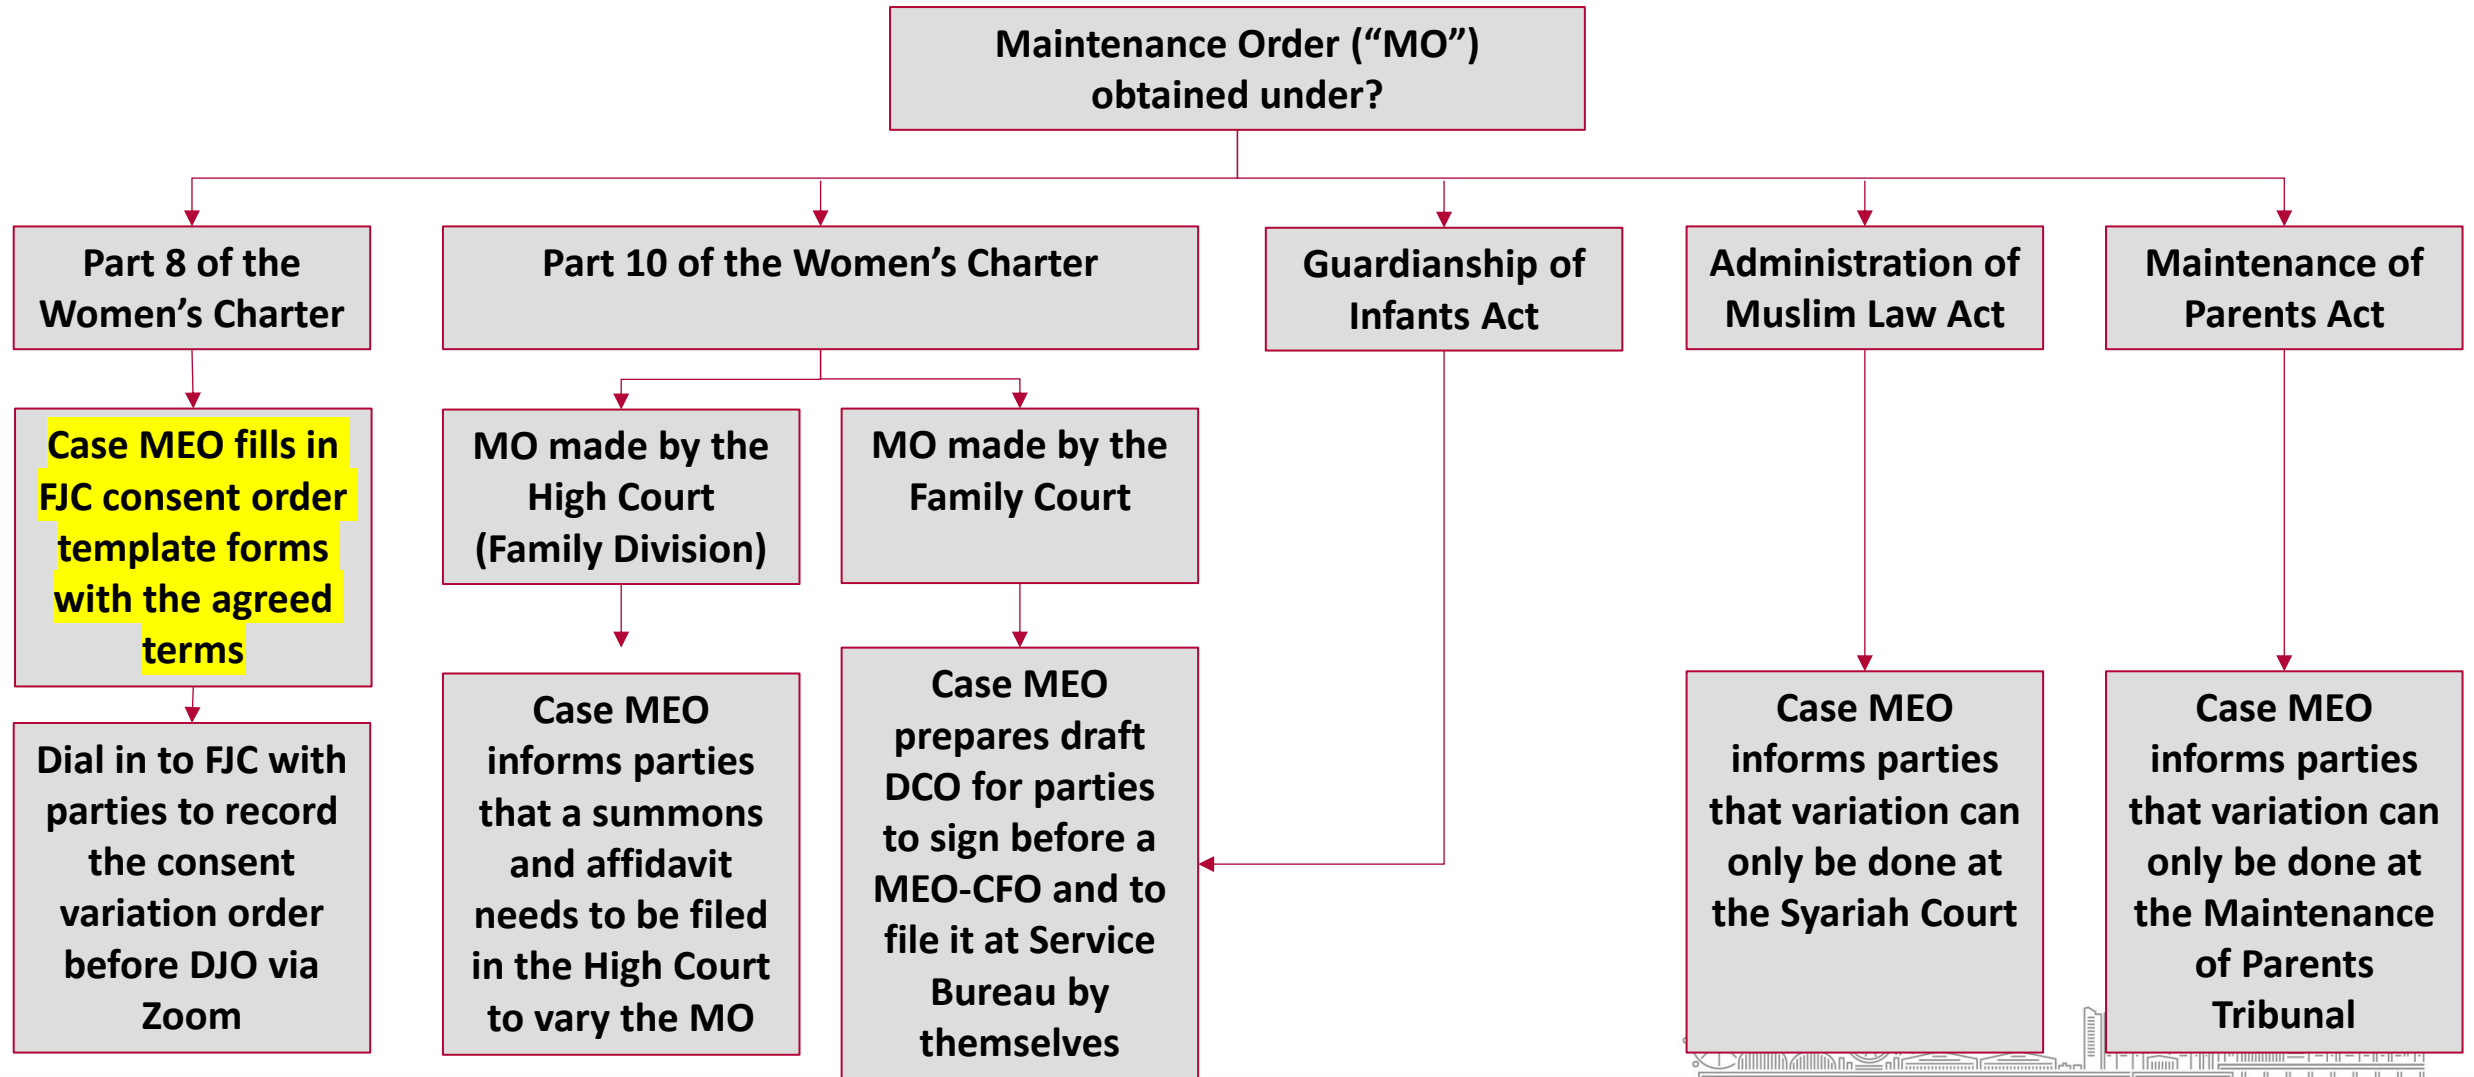 Maintenance Order (“MO”)
obtained under?
Part 8 of the
Women’s Charter
Part 10 of the Women’s Charter
Guardianship of
Infants Act
Administration of
Muslim Law Act
Maintenance of
Parents Act
Case MEO fills in
FJC consent order
template forms
with the agreed
terms
MO made by the
High Court
(Family Division)
MO made by the
Family Court
Dial in to FJC with
parties to record
the consent
variation order
before DJO via
Zoom
Case MEO
informs parties
that a summons
and affidavit
needs to be filed
in the High Court
to vary the MO
Case MEO
prepares draft
DCO for parties
to sign before a
MEO-CFO and to
file it at Service
Bureau by
themselves
Case MEO
informs parties
that variation can
only be done at
the Syariah Court
Case MEO
informs parties
that variation can
only be done at
the Maintenance
of Parents
Tribunal